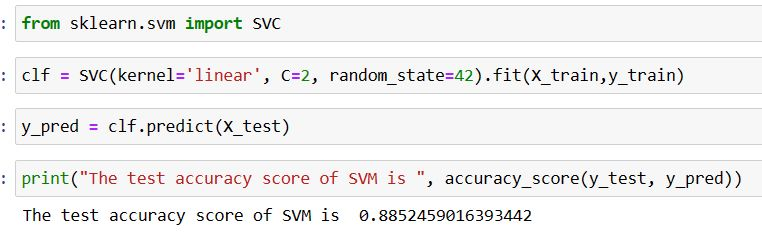 : from sklearn.svm import SVC
: clf = SVC(kernel='linear', C=2, random_state=42).fit(X_train,y_train)
: y_pred = clf.predict(X_test)
: print("The test accuracy score of SVM is ", accuracy_score(y_test, y_pred))
The test accuracy score of SVM is  0.8852459016393442